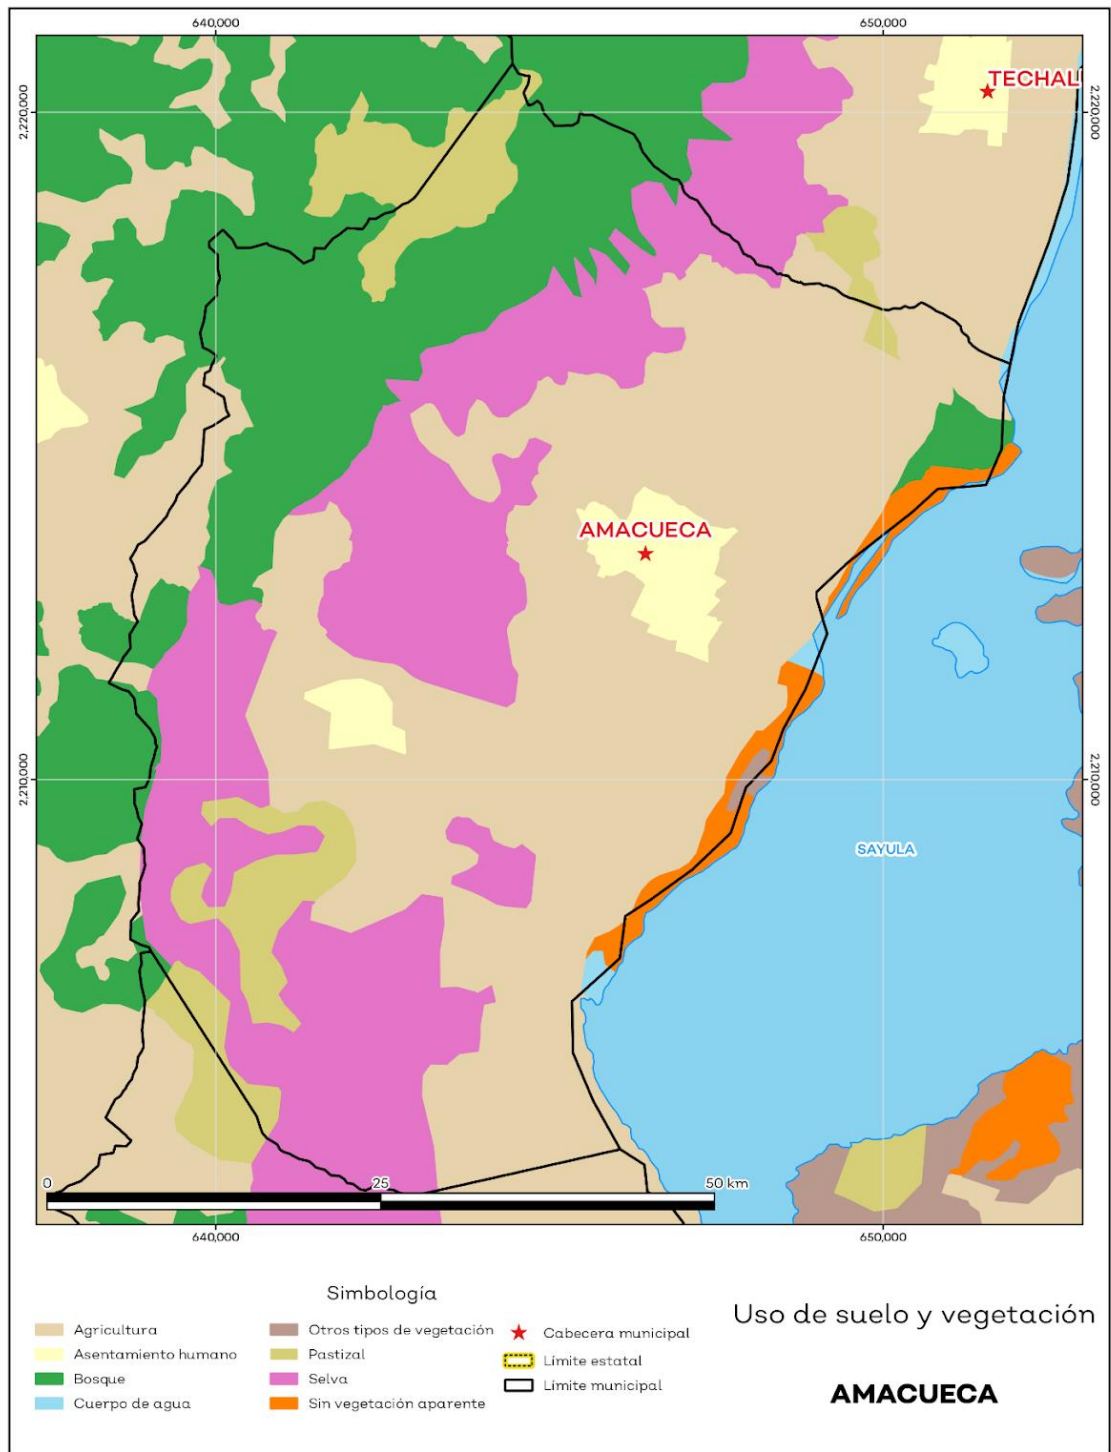 640,000
650,000
TECHAL
2,220,000
2,220,000
AMACUECA
2,210,000
2,210,000
SAYULA
0
25
50 km
640,000
650,000
Simbología
Agricultura
Asentamiento humano
Bosque
Cuerpo de agua
Otros tipos de vegetación
Pastizal
Selva
Sin vegetación aparente
Cabecera municipal
Límite estatal
Límite municipal
Uso de suelo y vegetación
AMACUECA